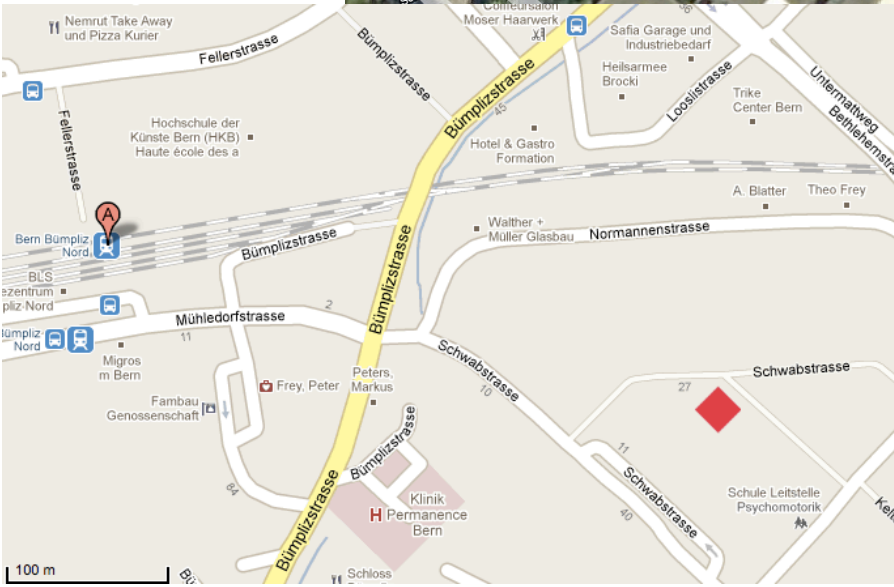 Coiffeursalon
Moser Haarwerk
Nemrut Take Away
und Pizza Kurier
Fellerstrasse
Bümplizstrasse
Safia Garage und
Industriebedarf
36
Heilsarmee
Brocki
Looslistrasse
Trike
Center Bern
Untermattweg
Bethlehemstra
Bümplizstrasse
45
Hochschule der
Künste Bern (HKB)
Haute école des a
Fellerstrasse
Hotel & Gastro
Formation
A. Blatter
Theo Frey
A
Bern Bümpliz
Nord
Bümplizstrasse
Walther +
Müller Glasbau
Normannenstrasse
Bümplizstrasse
BLS
ezentrum
pliz-Nord
2
Mühledorfstrasse
11
Bümpliz
Nord
Migros
m Bern
Schwabstrasse
10
Peters,
Markus
Frey, Peter
Schwabstrasse
27
Fambau
Genossenschaft
Bümplizstrasse
11
Schwabstrasse
40
84
Klinik
Permanence
Bern
H
Schule Leitstelle
Psychomotorik
Bümplizstrasse
100 m
Schloss